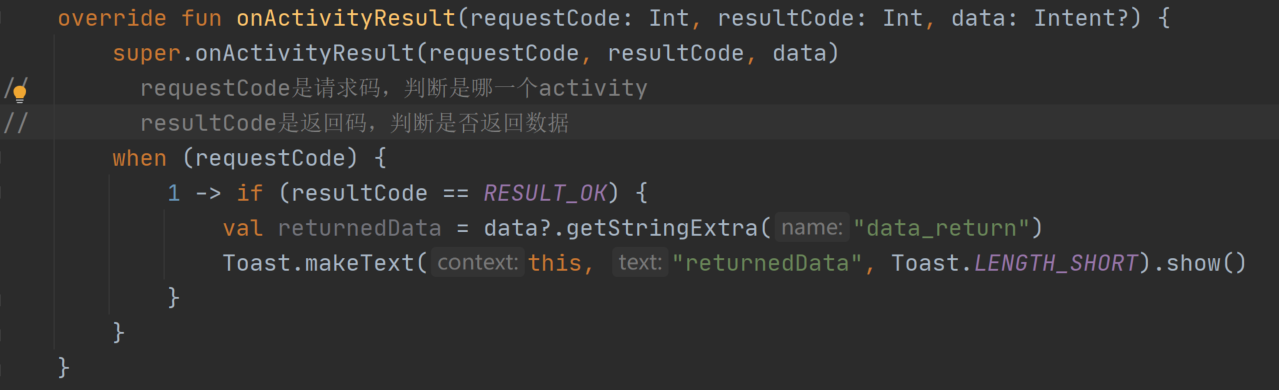 override fun onActivityResult(requestCode: Int, resultCode: Int, data: Intent?) {
super.onActivityResult(requestCode, resultCode, data)
// requestCode是请求码，判断是哪一个activity
// resultCode是返回码，判断是否返回数据
when (requestCode) {
1 -> if (resultCode == RESULT_OK) {
val returnedData = data?.getStringExtra( name: "data_return")
Toast.makeText( context: this, text: "returnedData", Toast.LENGTH_SHORT).show()
}
}
}